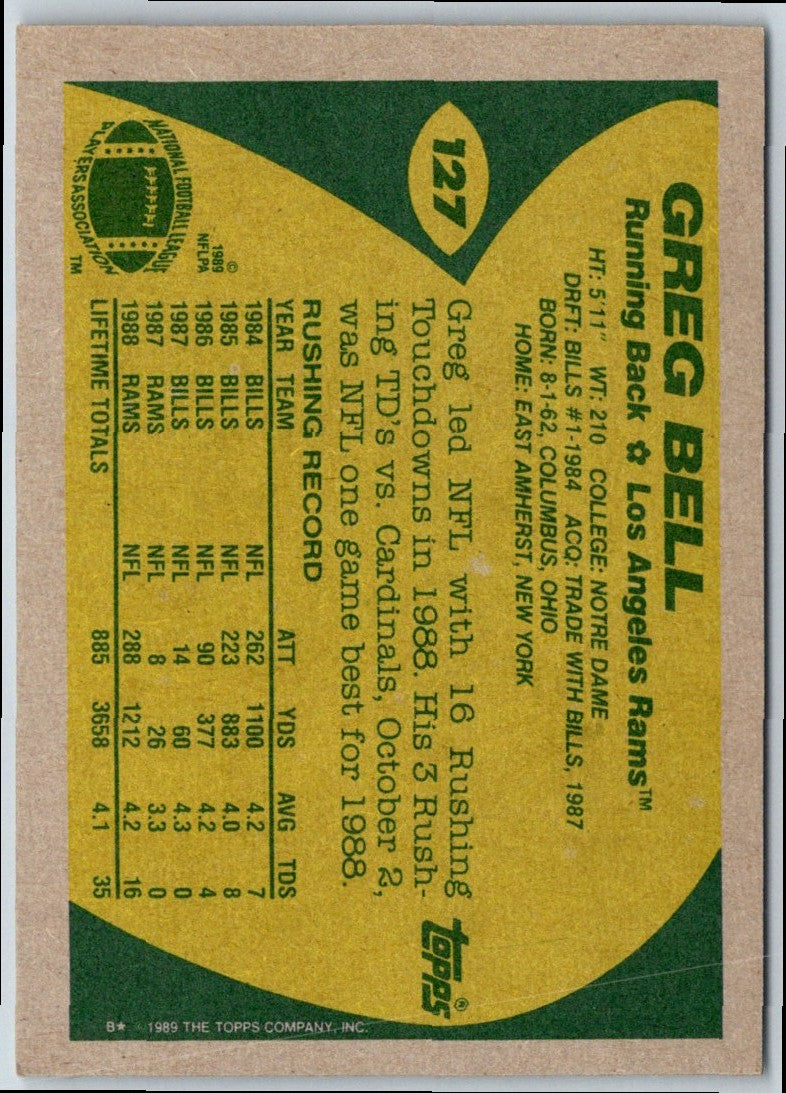 127
GREG BELL
Running Back ✿ Los Angeles Rams™
HT: 5'11" WT: 210 COLLEGE: NOTRE DAME
DRFT: BILLS #1-1984 ACQ: TRADE WITH BILLS, 1987
BORN: 8-1-62, COLUMBUS, OHIO
HOME: EAST AMHERST, NEW YORK
Greg led NFL with 16 Rushing
Touchdowns in 1988. His 3 Rush-
ing TD's vs. Cardinals, October 2,
was NFL one game best for 1988.
topps®
RUSHING RECORD
YEAR TEAM ATT YDS AVG TDS
1984 BILLS NFL 262 1100 4.2 7
1985 BILLS NFL 223 883 4.0 8
1986 BILLS NFL 90 377 4.2 4
1987 BILLS NFL 14 60 4.3 0
1987 RAMS NFL 8 26 3.3 0
1988 RAMS NFL 288 1212 4.2 16
LIFETIME TOTALS 885 3658 4.1 35
NATIONAL FOOTBALL LEAGUE
PLAYERS ASSOCIATION
TM
©
1989
NFLPA
B★ 1989 THE TOPPS COMPANY, INC.